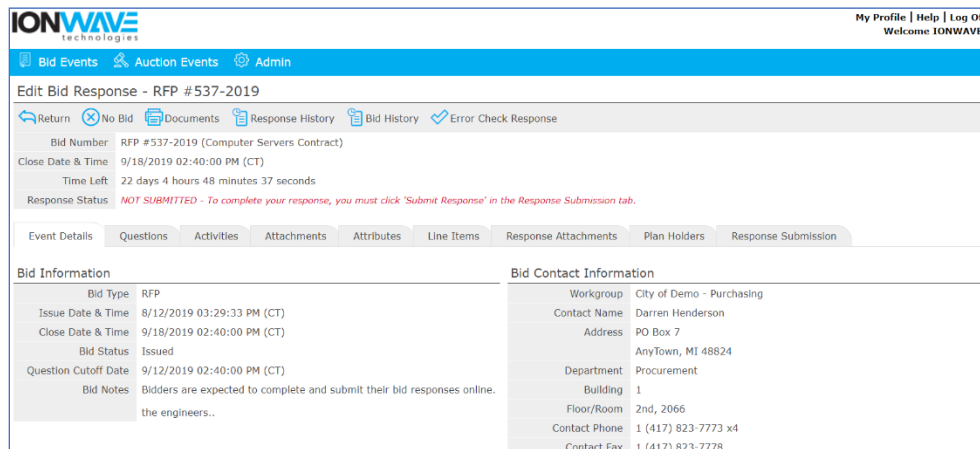 IONWAVE
technologies
My Profile | Help | Log
Welcome IONWAVE
Bid Events Auction Events Admin
Edit Bid Response - RFP #537-2019
Return No Bid Documents Response History Bid History Error Check Response
Bid Number RFP #537-2019 (Computer Servers Contract)
Close Date & Time 9/18/2019 02:40:00 PM (CT)
Time Left 22 days 4 hours 48 minutes 37 seconds
Response Status NOT SUBMITTED - To complete your response, you must click 'Submit Response' in the Response Submission tab.
Event Details Questions Activities Attachments Attributes Line Items Response Attachments Plan Holders Response Submission
Bid Information
Bid Type RFP
Issue Date & Time 8/12/2019 03:29:33 PM (CT)
Close Date & Time 9/18/2019 02:40:00 PM (CT)
Bid Status Issued
Question Cutoff Date 9/12/2019 02:40:00 PM (CT)
Bid Notes Bidders are expected to complete and submit their bid responses online.
the engineers..
Bid Contact Information
Workgroup City of Demo - Purchasing
Contact Name Darren Henderson
Address PO Box 7
AnyTown, MI 48824
Department Procurement
Building 1
Floor/Room 2nd, 2066
Contact Phone 1 (417) 823-7773 x4
Contact Fax 1 (417) 823-7778